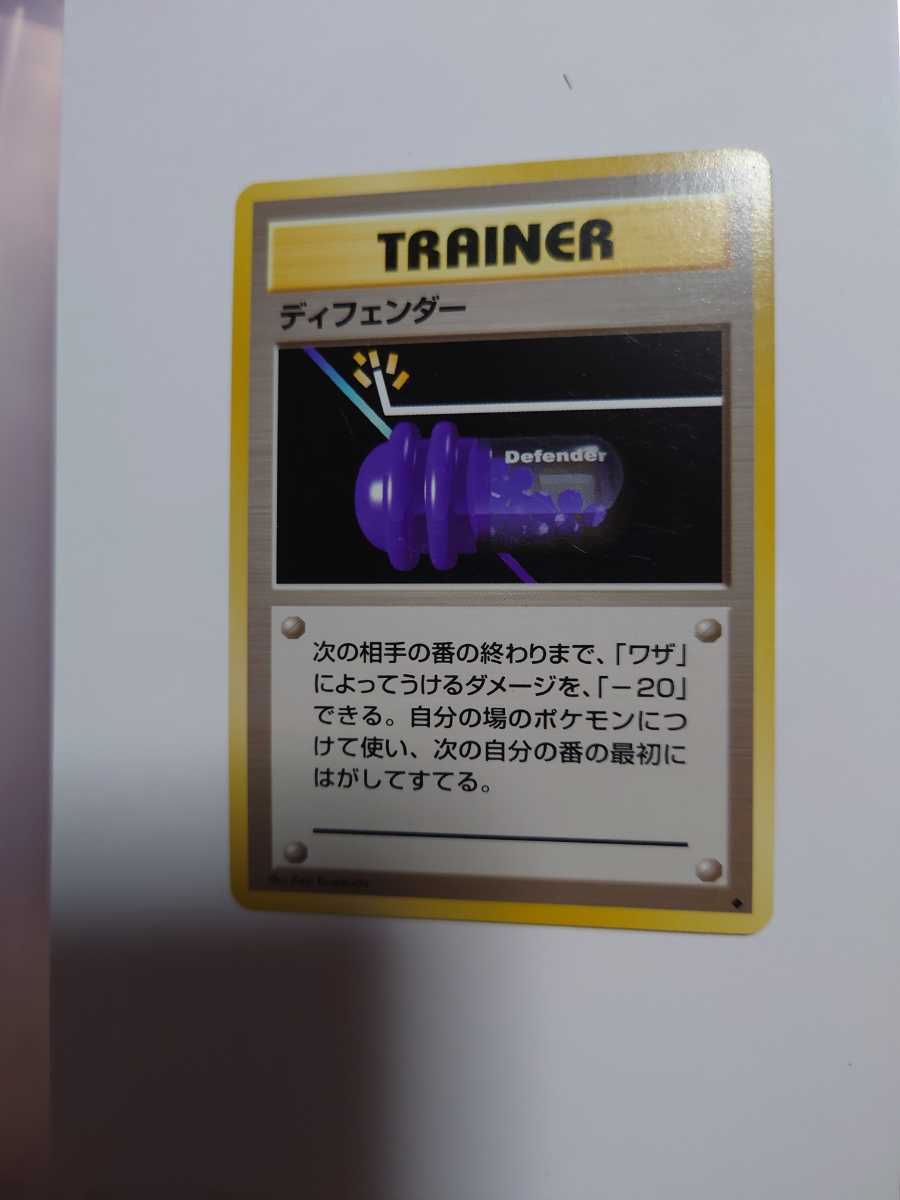 TRAINER
ディフェンダー
Defender
次の相手の番の終わりまで、「ワザ」
によってうけるダメージを、「－20」
できる。自分の場のポケモンにつ
けて使い、次の自分の番の最初に
はがしてすてる。